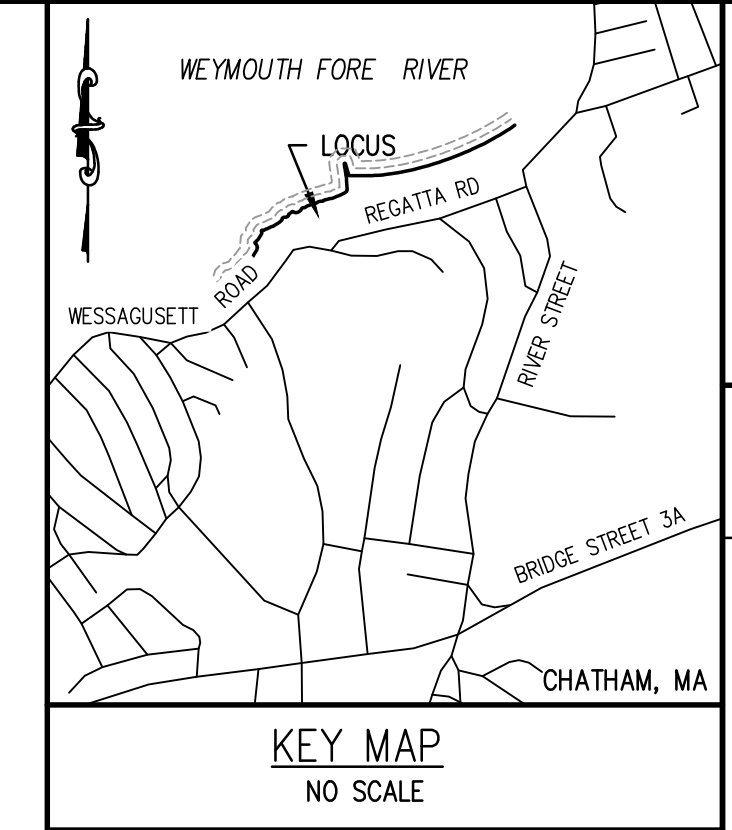 WEYMOUTH FORE RIVER
LOCUS
REGATTA RD
ROAD
WESSAGUSETT
RIVER STREET
BRIDGE STREET 3A
CHATHAM, MA
KEY MAP
NO SCALE